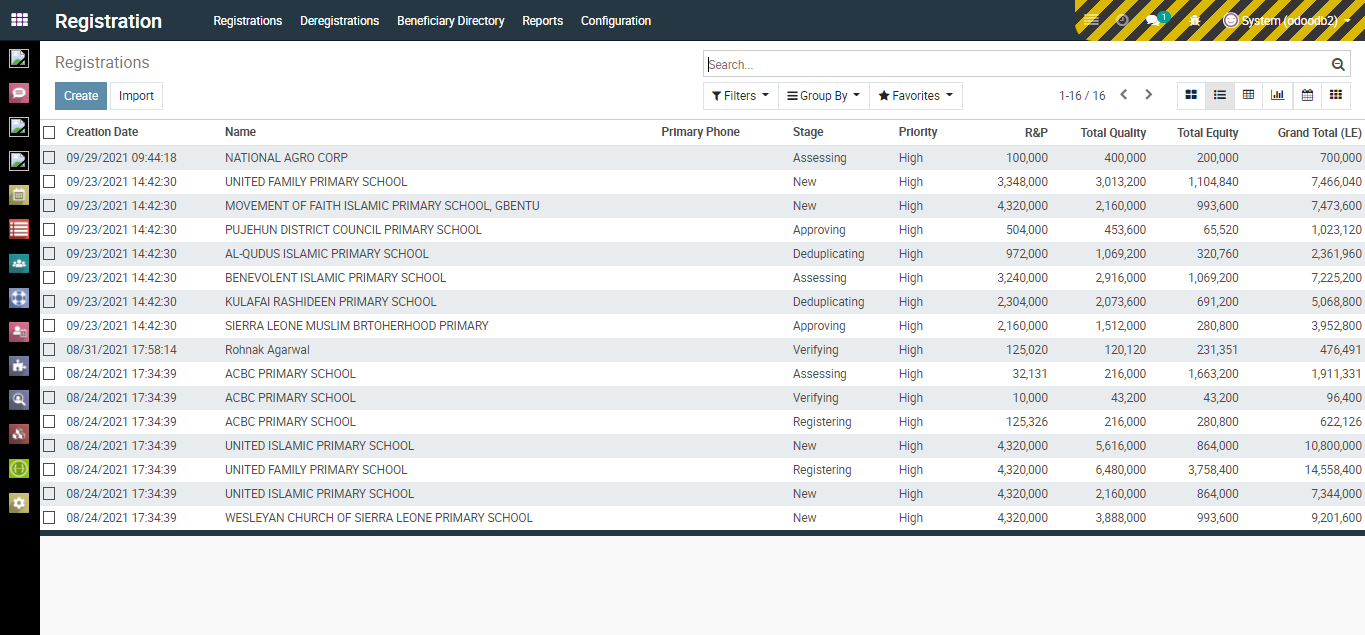 Registration Registrations Deregistrations Beneficiary Directory Reports Configuration 1 System (odoodb2)
Registrations Search...
Create Import Filters Group By Favorites 1-16 / 16
Creation Date Name Primary Phone Stage Priority R&P Total Quality Total Equity Grand Total (LE)
09/29/2021 09:44:18 NATIONAL AGRO CORP Assessing High 100,000 400,000 200,000 700,000
09/23/2021 14:42:30 UNITED FAMILY PRIMARY SCHOOL New High 3,348,000 3,013,200 1,104,840 7,466,040
09/23/2021 14:42:30 MOVEMENT OF FAITH ISLAMIC PRIMARY SCHOOL, GBENTU New High 4,320,000 2,160,000 993,600 7,473,600
09/23/2021 14:42:30 PUJEHUN DISTRICT COUNCIL PRIMARY SCHOOL Approving High 504,000 453,600 65,520 1,023,120
09/23/2021 14:42:30 AL-QUDUS ISLAMIC PRIMARY SCHOOL Deduplicating High 972,000 1,069,200 320,760 2,361,960
09/23/2021 14:42:30 BENEVOLENT ISLAMIC PRIMARY SCHOOL Assessing High 3,240,000 2,916,000 1,069,200 7,225,200
09/23/2021 14:42:30 KULAFAI RASHIDEEN PRIMARY SCHOOL Deduplicating High 2,304,000 2,073,600 691,200 5,068,800
09/23/2021 14:42:30 SIERRA LEONE MUSLIM BRTOHERHOOD PRIMARY Approving High 2,160,000 1,512,000 280,800 3,952,800
08/31/2021 17:58:14 Rohnak Agarwal Verifying High 125,020 120,120 231,351 476,491
08/24/2021 17:34:39 ACBC PRIMARY SCHOOL Assessing High 32,131 216,000 1,663,200 1,911,331
08/24/2021 17:34:39 ACBC PRIMARY SCHOOL Verifying High 10,000 43,200 43,200 96,400
08/24/2021 17:34:39 ACBC PRIMARY SCHOOL Registering High 125,326 216,000 280,800 622,126
08/24/2021 17:34:39 UNITED ISLAMIC PRIMARY SCHOOL New High 4,320,000 5,616,000 864,000 10,800,000
08/24/2021 17:34:39 UNITED FAMILY PRIMARY SCHOOL Registering High 4,320,000 6,480,000 3,758,400 14,558,400
08/24/2021 17:34:39 UNITED ISLAMIC PRIMARY SCHOOL New High 4,320,000 2,160,000 864,000 7,344,000
08/24/2021 17:34:39 WESLEYAN CHURCH OF SIERRA LEONE PRIMARY SCHOOL New High 4,320,000 3,888,000 993,600 9,201,600